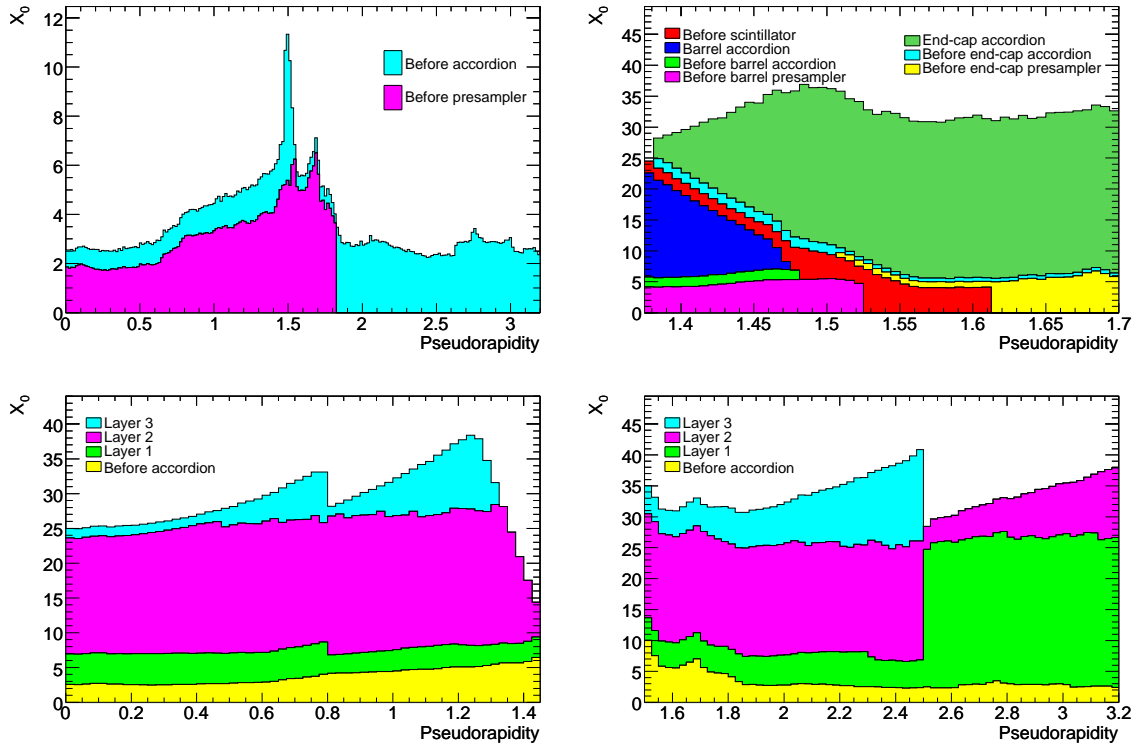 X0
12
10
8
6
4
2
0
Before accordion
Before presampler
0 0.5 1 1.5 2 2.5 3
Pseudorapidity
X0
45
40
35
30
25
20
15
10
5
0
Before scintillator
Barrel accordion
Before barrel accordion
Before barrel presampler
End-cap accordion
Before end-cap accordion
Before end-cap presampler
1.4 1.45 1.5 1.55 1.6 1.65 1.7
Pseudorapidity
X0
40
35
30
25
20
15
10
5
0
Layer 3
Layer 2
Layer 1
Before accordion
0 0.2 0.4 0.6 0.8 1 1.2 1.4
Pseudorapidity
X0
45
40
35
30
25
20
15
10
5
0
Layer 3
Layer 2
Layer 1
Before accordion
1.6 1.8 2 2.2 2.4 2.6 2.8 3 3.2
Pseudorapidity